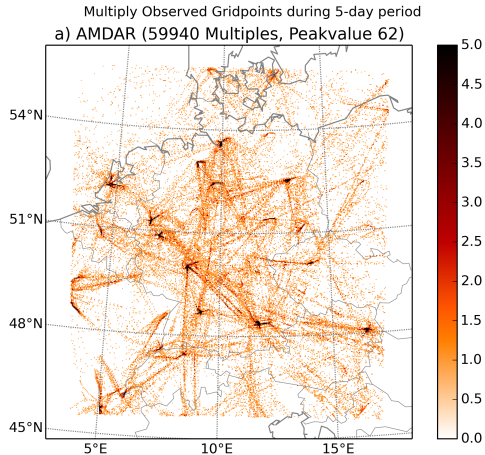 Multiply Observed Gridpoints during 5-day period
a) AMDAR (59940 Multiples, Peakvalue 62)
54°N
51°N
48°N
45°N
5°E
10°E
15°E
5.0
4.5
4.0
3.5
3.0
2.5
2.0
1.5
1.0
0.5
0.0